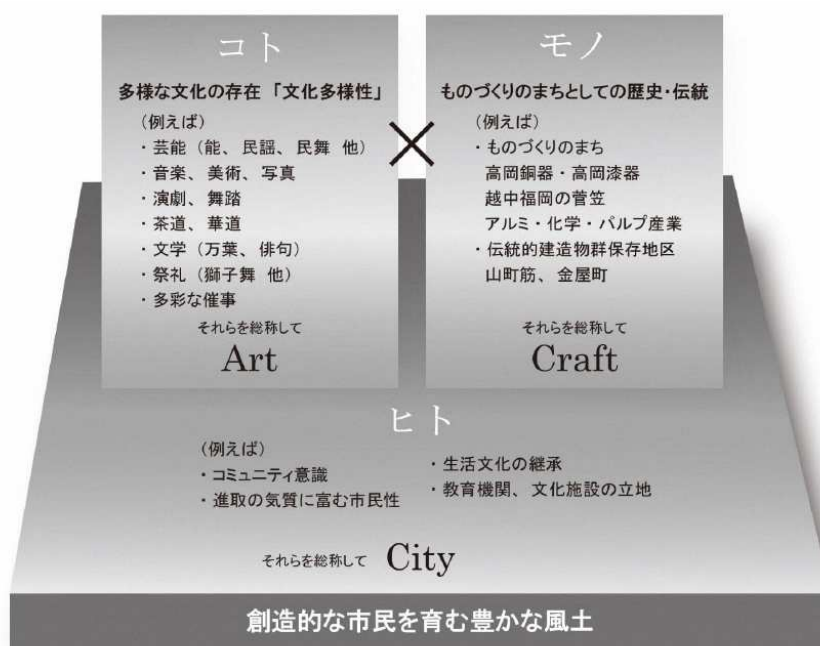 コト
多様な文化の存在 「文化多様性」
(例えば)
・芸能(能、民謡、民舞 他)
・音楽、美術、写真
・演劇、舞踏
・茶道、華道
・文学(万葉、俳句)
・祭礼(獅子舞 他)
・多彩な催事
それらを総称して
Art
×
モノ
ものづくりのまちとしての歴史・伝統
(例えば)
・ものづくりのまち
高岡銅器・高岡漆器
越中福岡の菅笠
アルミ・化学・パルプ産業
・伝統的建造物群保存地区
山町筋、金屋町
それらを総称して
Craft
ヒト
(例えば)
・コミュニティ意識
・進取の気質に富む市民性
・生活文化の継承
・教育機関、文化施設の立地
それらを総称して City
創造的な市民を育む豊かな風土